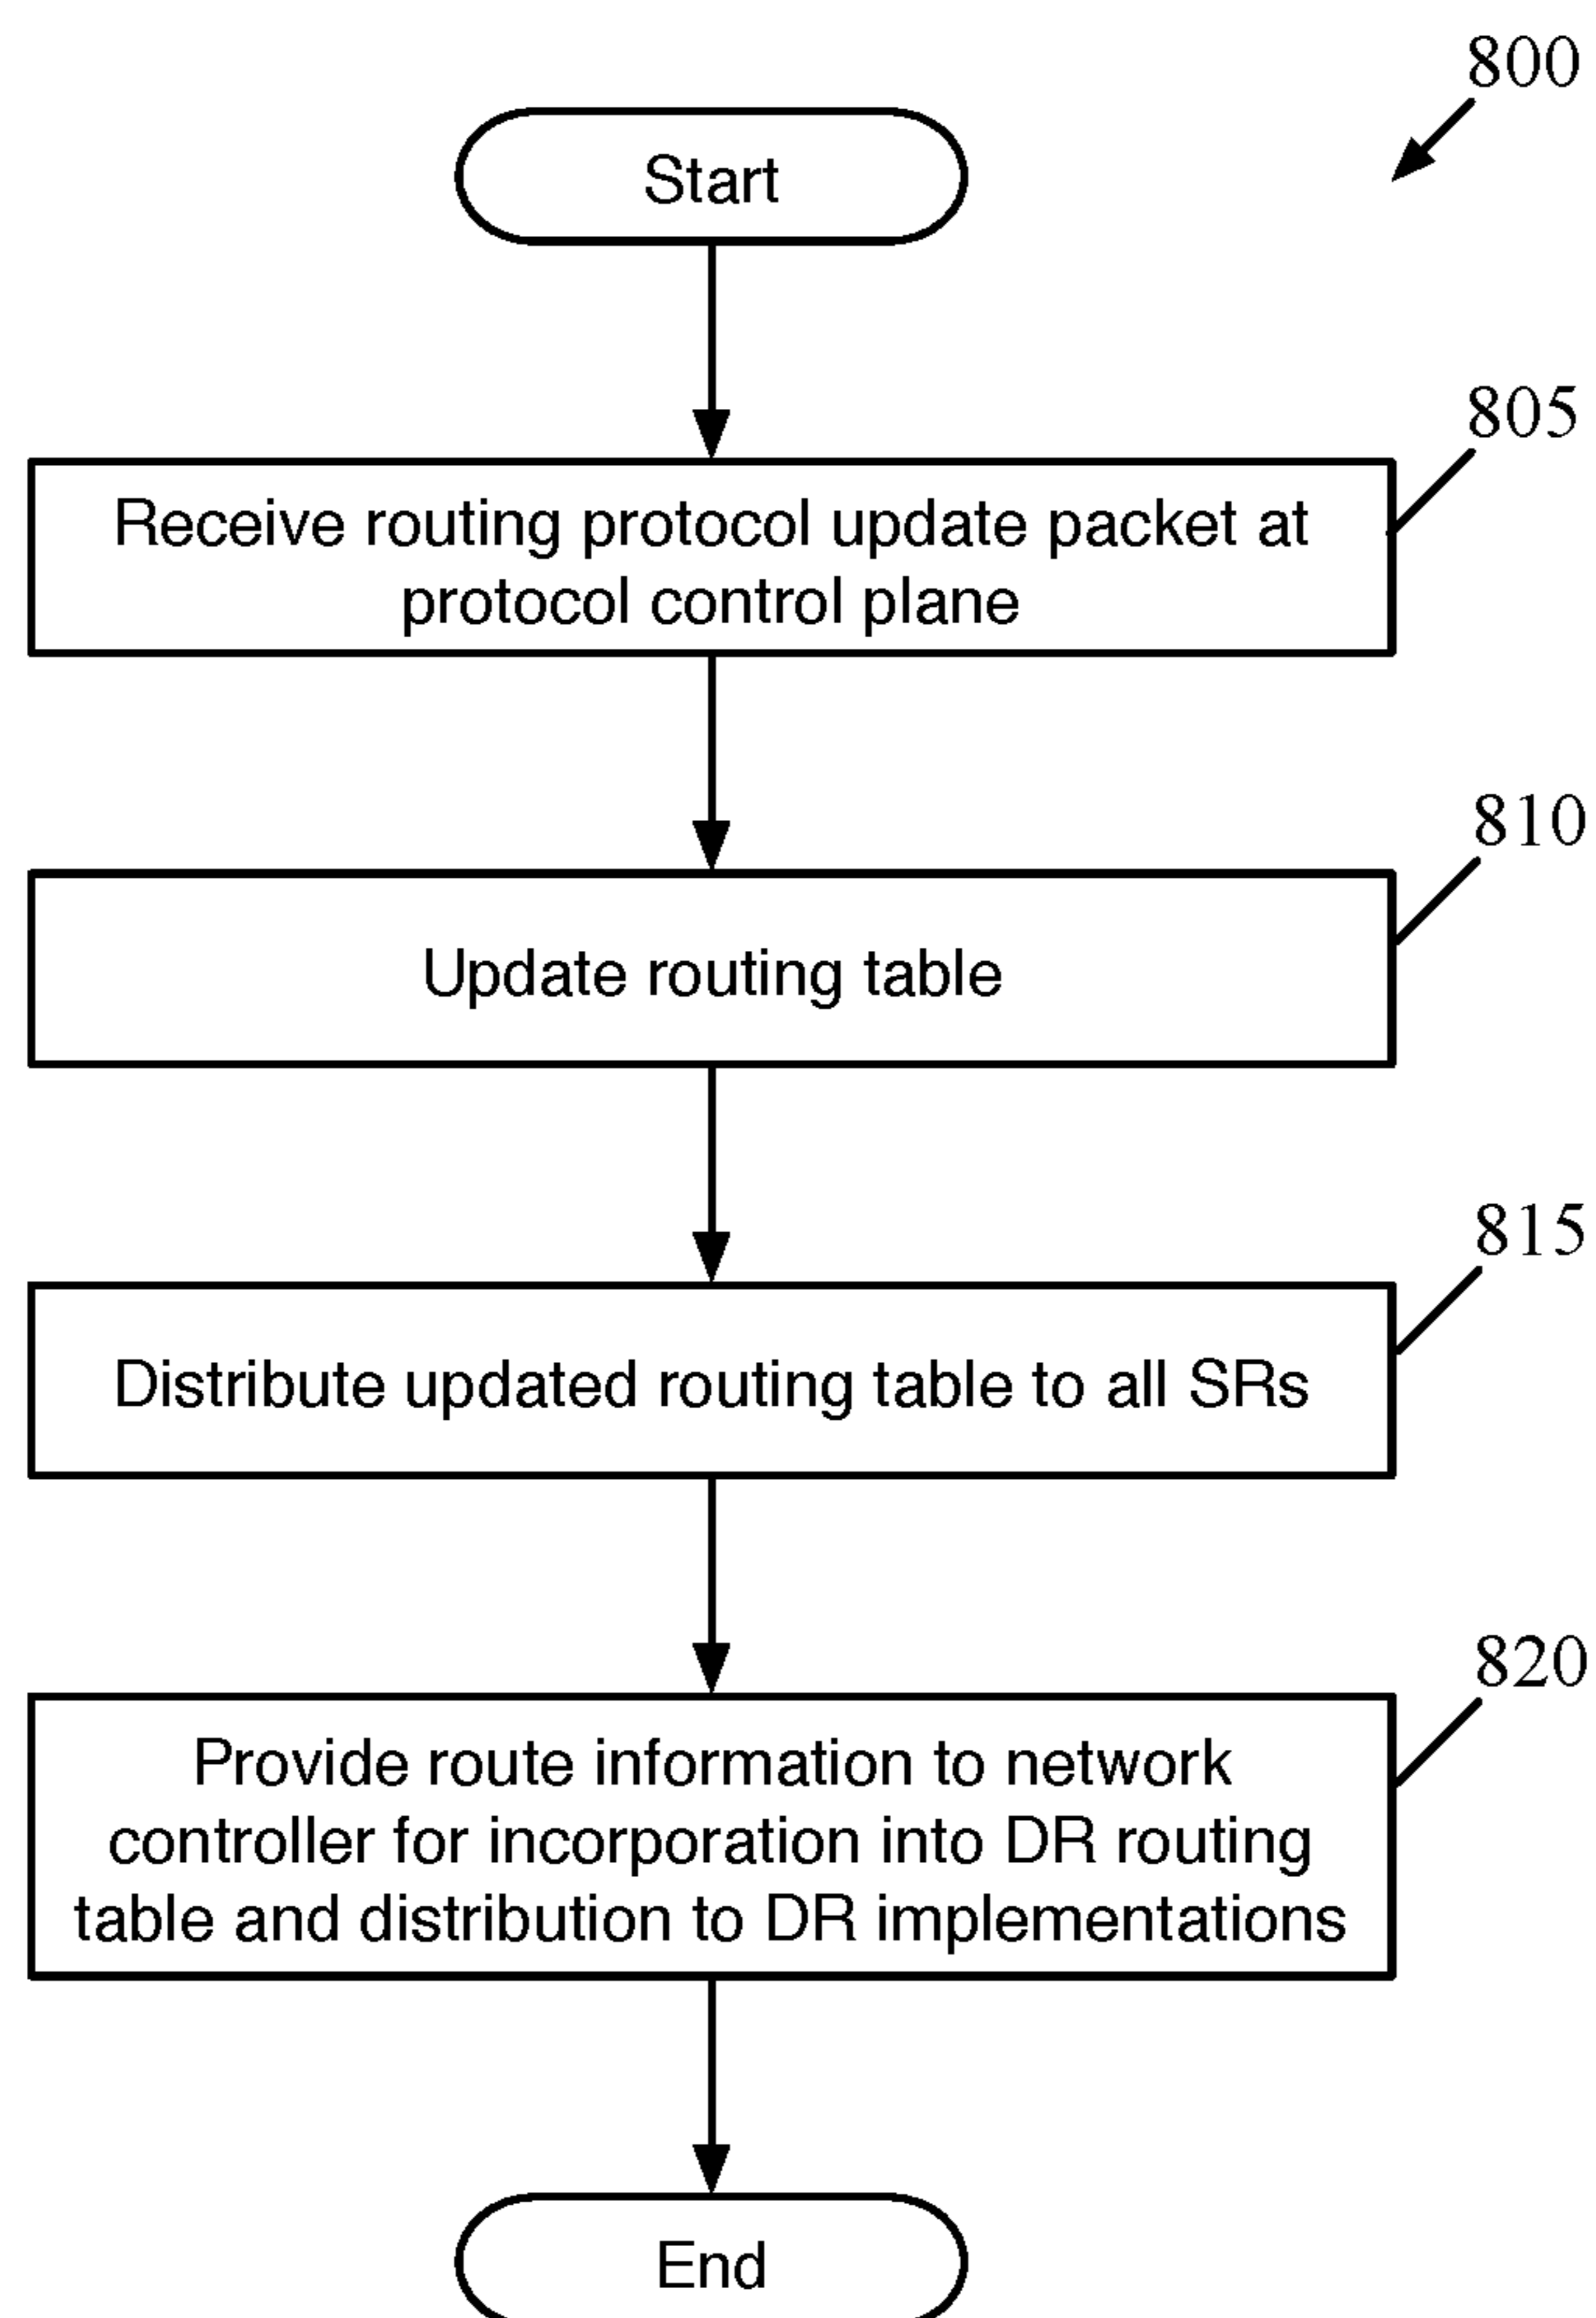 800
Start
805
Receive routing protocol update packet at
protocol control plane
810
Update routing table
815
Distribute updated routing table to all SRs
820
Provide route information to network
controller for incorporation into DR routing
table and distribution to DR implementations
End